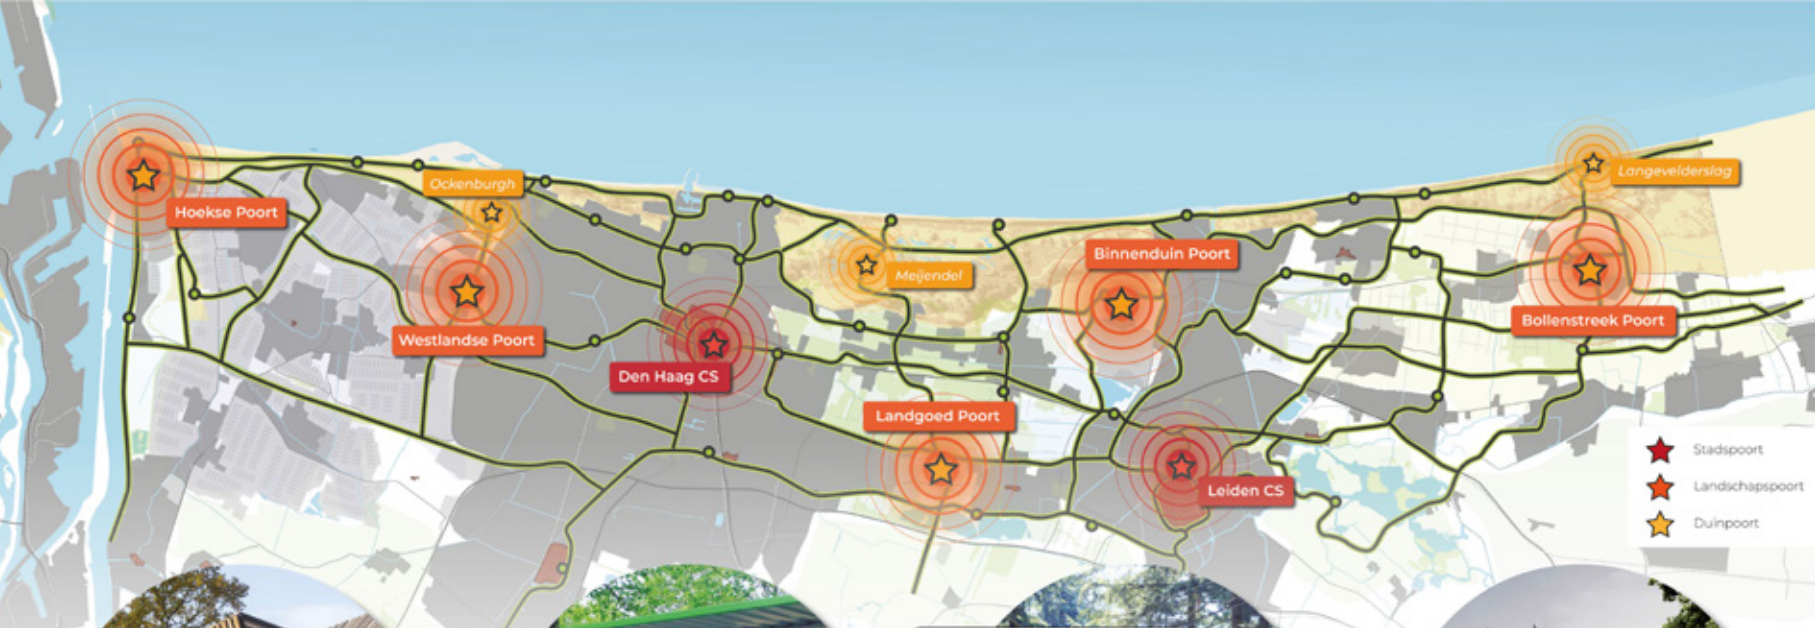 Langevelderslag
Ockenburgh
Hoekse Poort
Binnenduin Poort
Meijendel
Bollenstreek Poort
Westlandse Poort
Den Haag CS
Landgoed Poort
Stadspoort
Leiden CS
Landschapspoort
Duinpoort